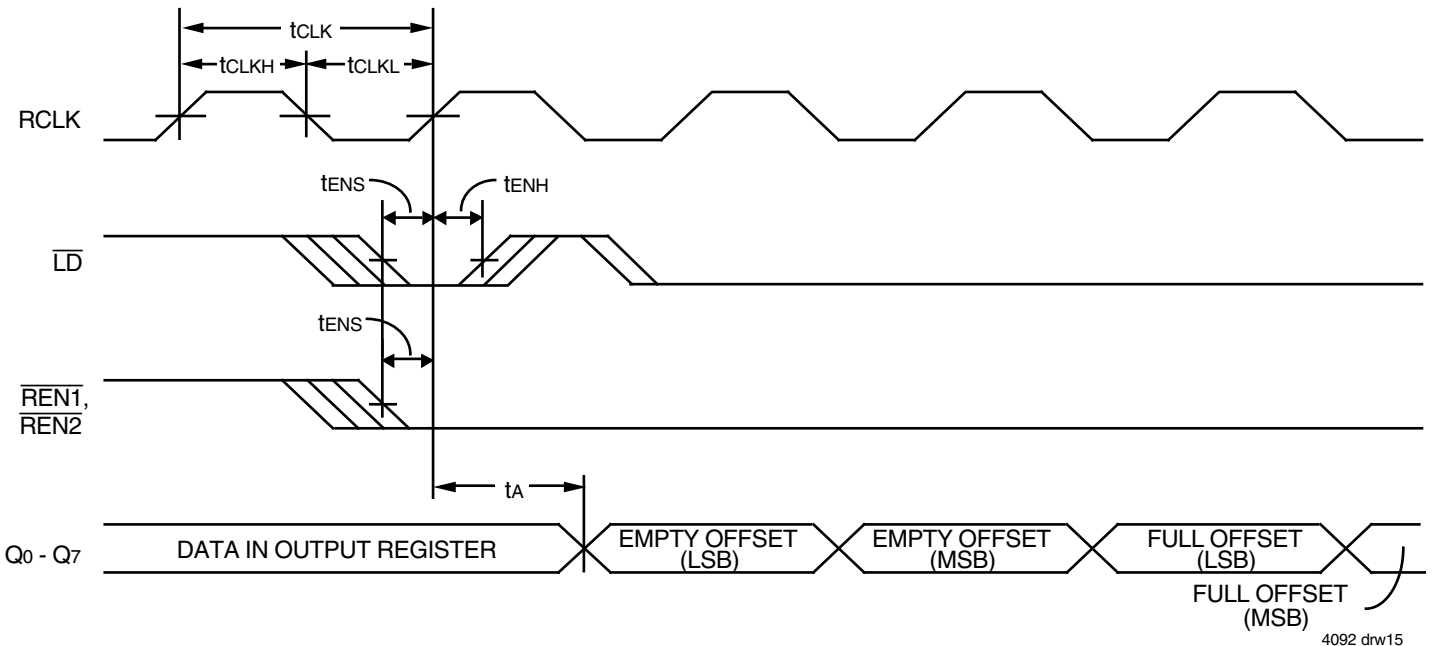 tCLK
tCLKH
tCLKL
RCLK
tENS
tENH
LD
tENS
REN1,
REN2
tA
Q0 - Q7
DATA IN OUTPUT REGISTER
EMPTY OFFSET
(LSB)
EMPTY OFFSET
(MSB)
FULL OFFSET
(LSB)
FULL OFFSET
(MSB)
4092 drw15